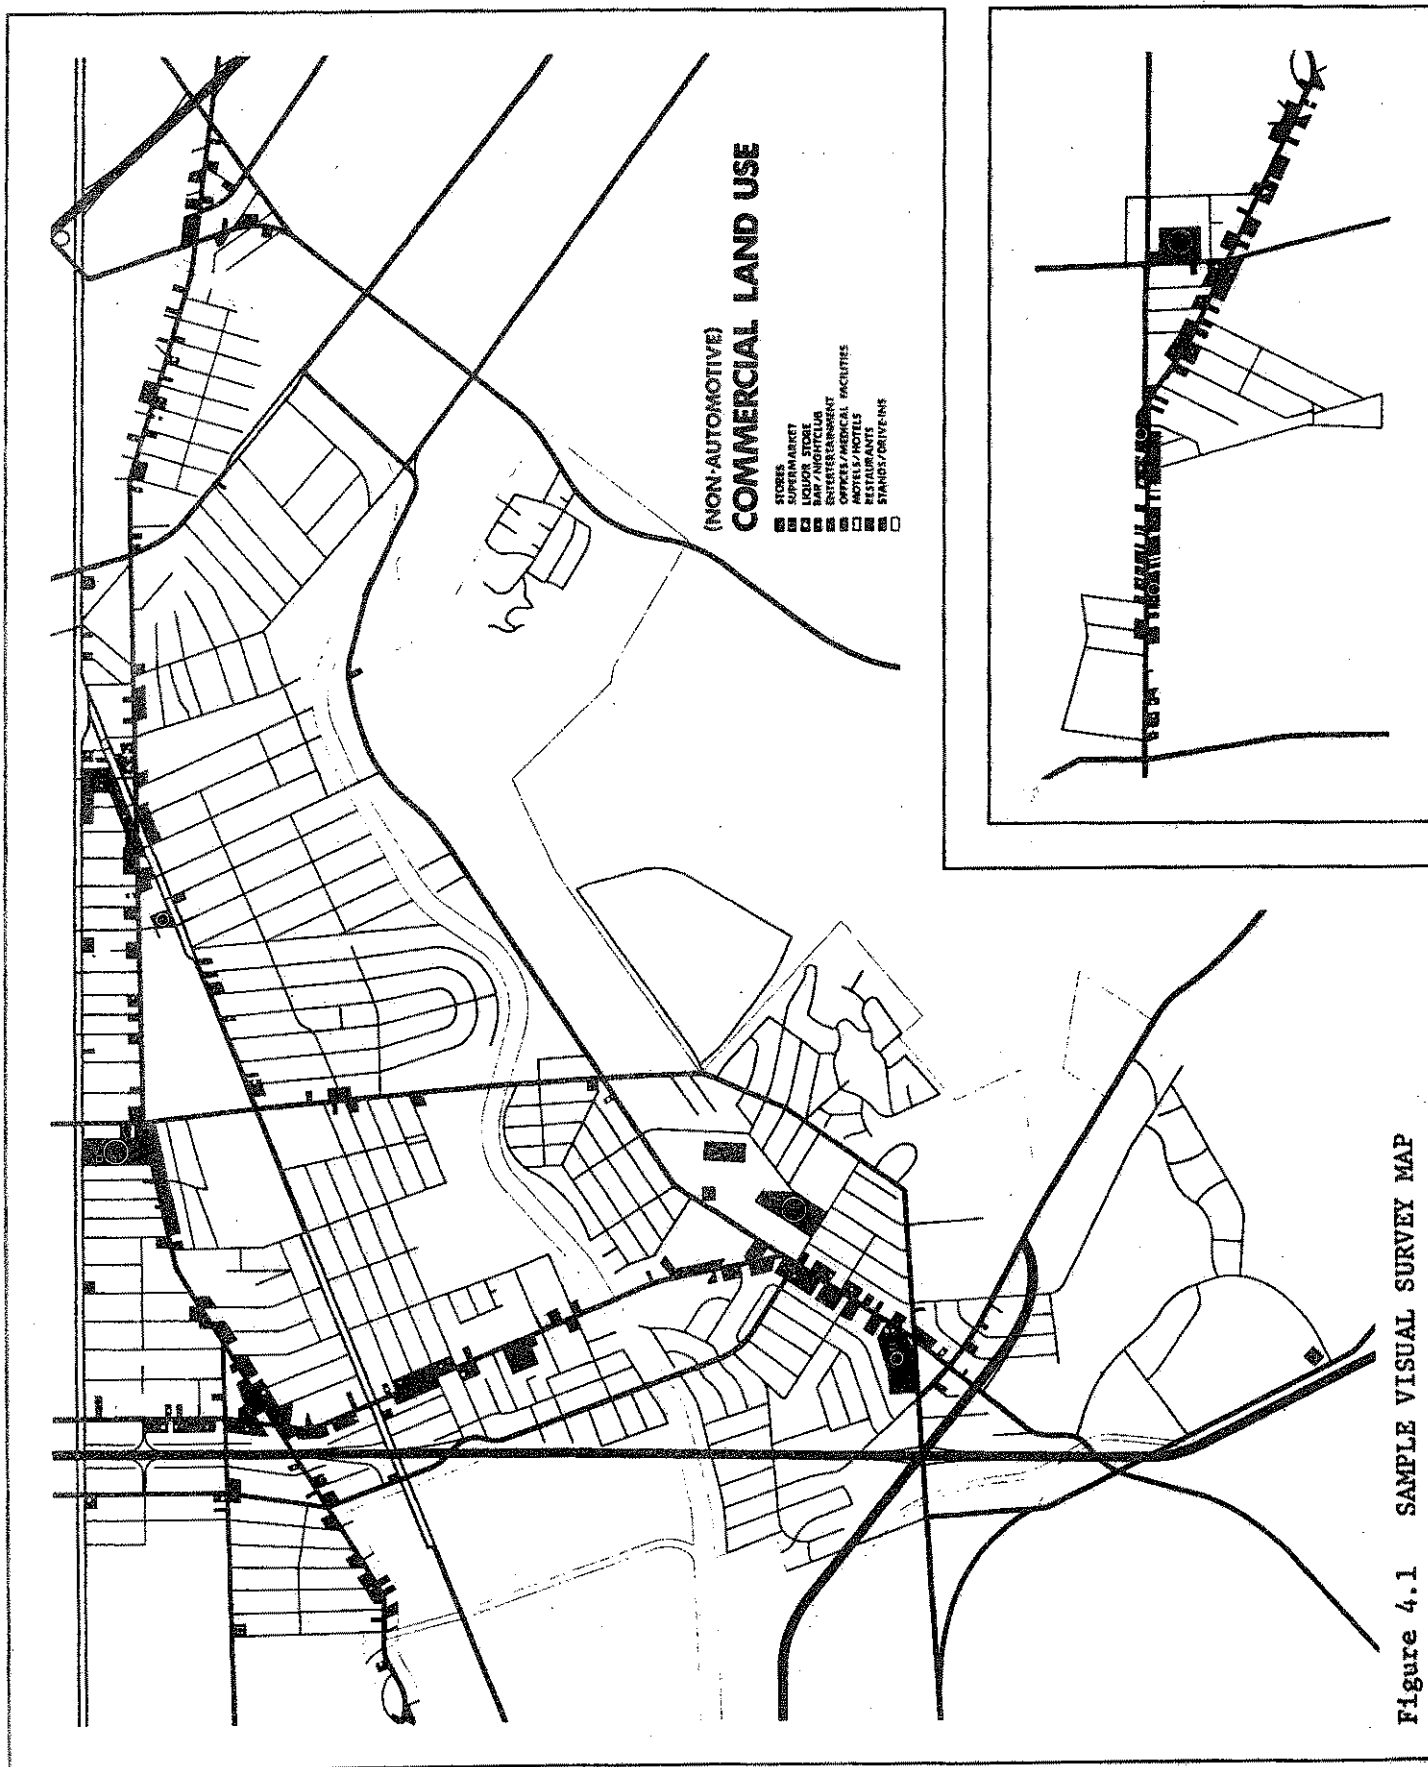 (NON-AUTOMOTIVE)
COMMERCIAL LAND USE
STORES
SUPERMARKET
LIQUOR STORE
BAR/NIGHTCLUB
ENTERTERTAINMENT
OFFICES/MEDICAL FACILITIES
MOTELS/HOTELS
RESTAURANTS
STANDS/DRIVE-INS
Figure 4.1 SAMPLE VISUAL SURVEY MAP